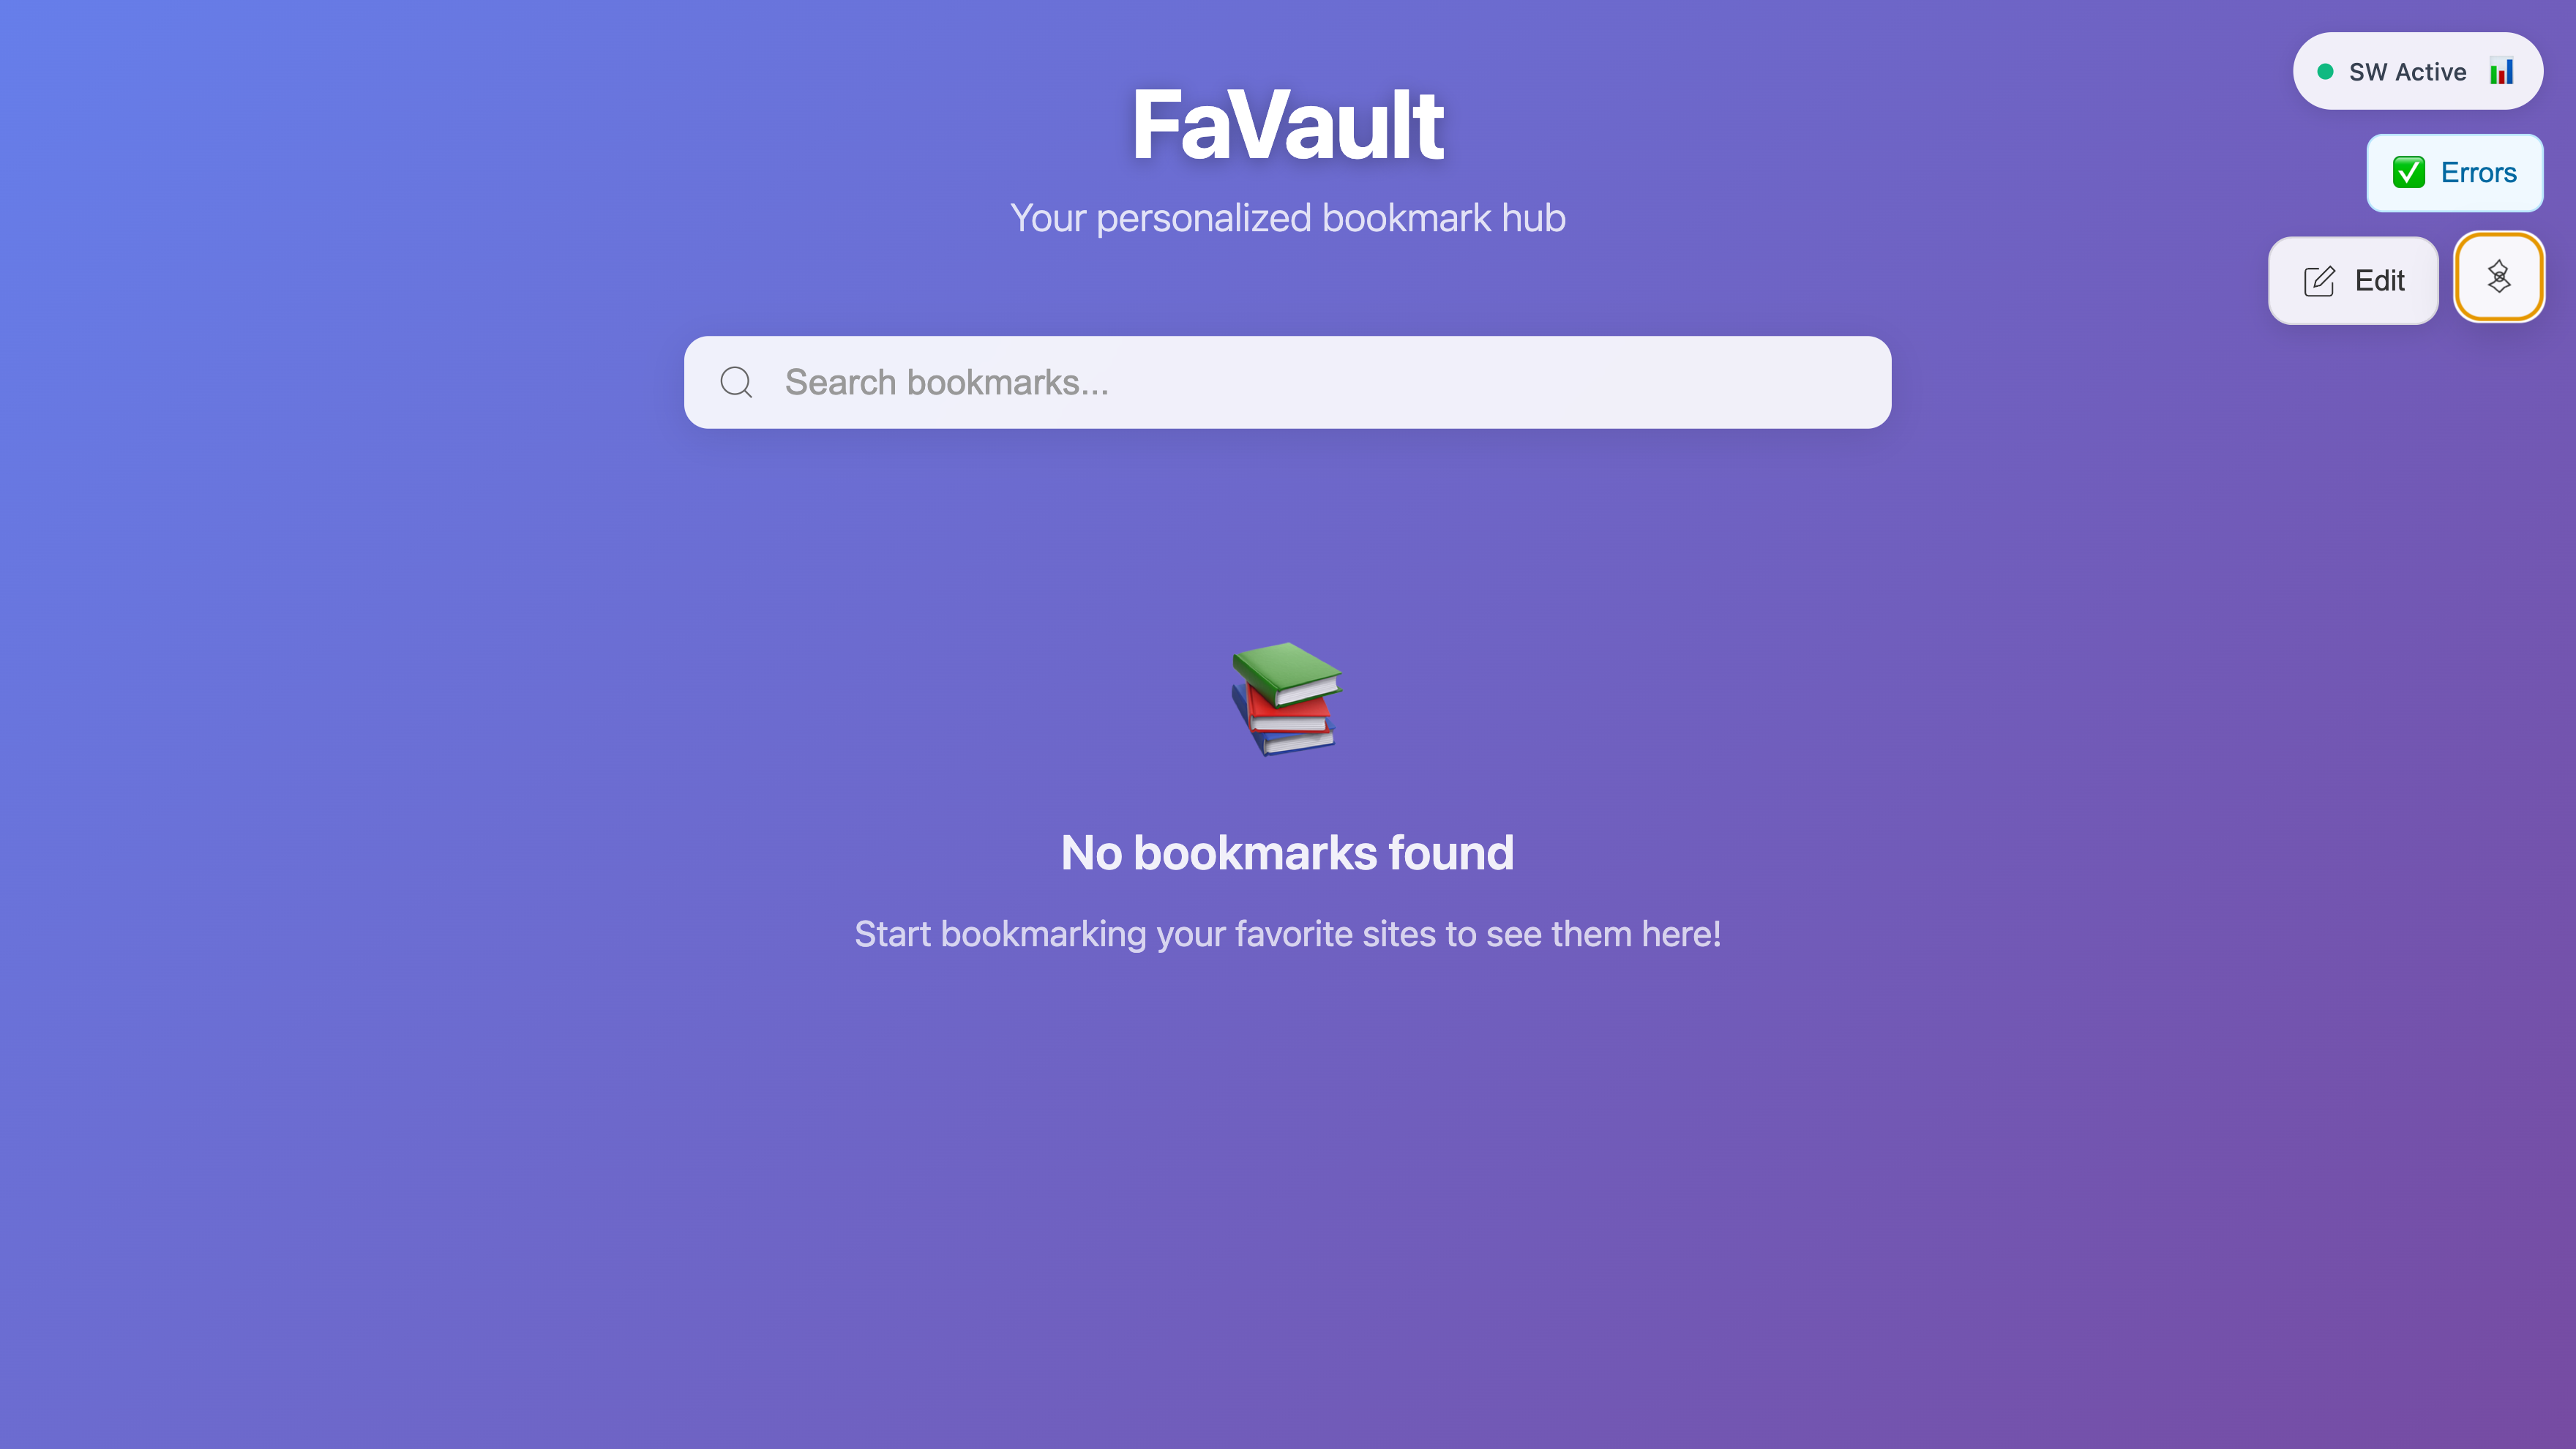 FaVault
Your personalized bookmark hub
SW Active
Errors
Edit
Search bookmarks...
No bookmarks found
Start bookmarking your favorite sites to see them here!